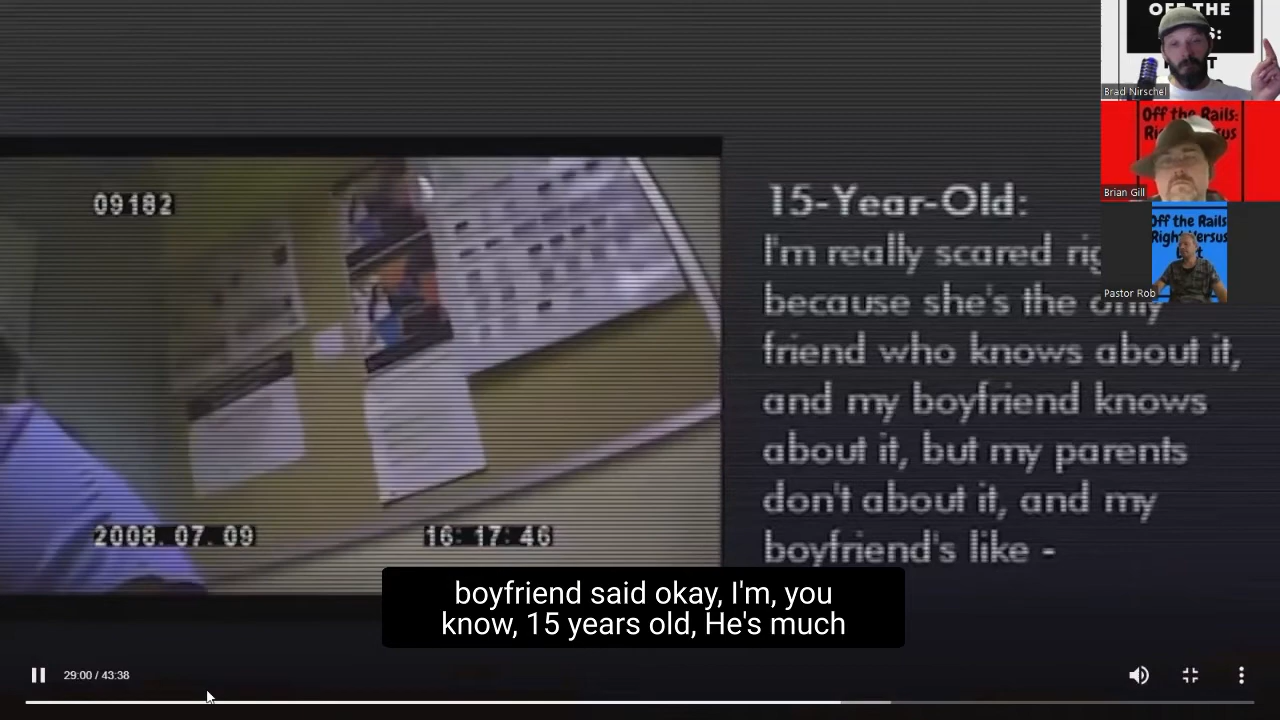 OFF THE
Brad Nirschel
Off the Rails:
Brian Gill
Off the Rails
Pastor Rob
09182
2008. 07. 09
16: 17: 46
15-Year-Old:
I'm really scared
because she's the only
friend who knows about it,
and my boyfriend knows
about it, but my parents
don't about it, and my
boyfriend's like -
boyfriend said okay, I'm, you
know, 15 years old, He's much
29:00 / 43:38